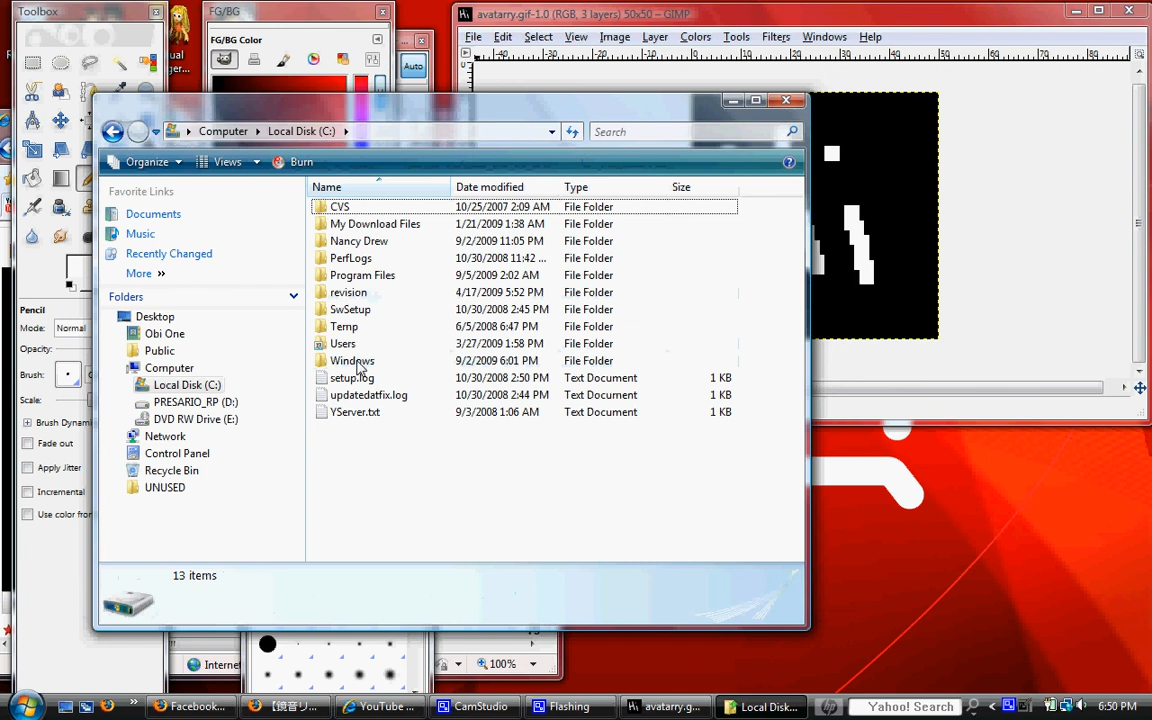 Toolbox
FG/BG
avatarry.gif-1.0 (RGB, 3 layers) 50x50 – GIMP
File Edit Select View Image Layer Colors Tools Filters Windows Help
FG/BG Color
Auto
Computer Local Disk (C:)
Search
Organize Views Burn
Favorite Links
Documents
Music
Recently Changed
More »
Folders
Desktop
Obi One
Public
Computer
Local Disk (C:)
PRESARIO_RP (D:)
DVD RW Drive (E:)
Network
Control Panel
Recycle Bin
UNUSED
Name Date modified Type Size
CVS 10/25/2007 2:09 AM File Folder
My Download Files 1/21/2009 1:38 AM File Folder
Nancy Drew 9/2/2009 11:05 PM File Folder
PerfLogs 10/30/2008 11:42 ... File Folder
Program Files 9/5/2009 2:02 AM File Folder
revision 4/17/2009 5:52 PM File Folder
SwSetup 10/30/2008 2:45 PM File Folder
Temp 6/5/2008 6:47 PM File Folder
Users 3/27/2009 1:58 PM File Folder
Windows 9/2/2009 6:01 PM File Folder
setup.log 10/30/2008 2:50 PM Text Document 1 KB
updatedatfix.log 10/30/2008 2:44 PM Text Document 1 KB
YServer.txt 9/3/2008 1:06 AM Text Document 1 KB
13 items
Pencil
Mode: Normal
Opacity:
Brush:
Scale:
Brush Dynami
Fade out
Apply Jitter
Incremental
Use color from
Internet
100%
Facebook...
【鏡音リ...
YouTube ...
CamStudio
Flashing
avatarry.g...
Local Disk...
Yahoo! Search
6:50 PM